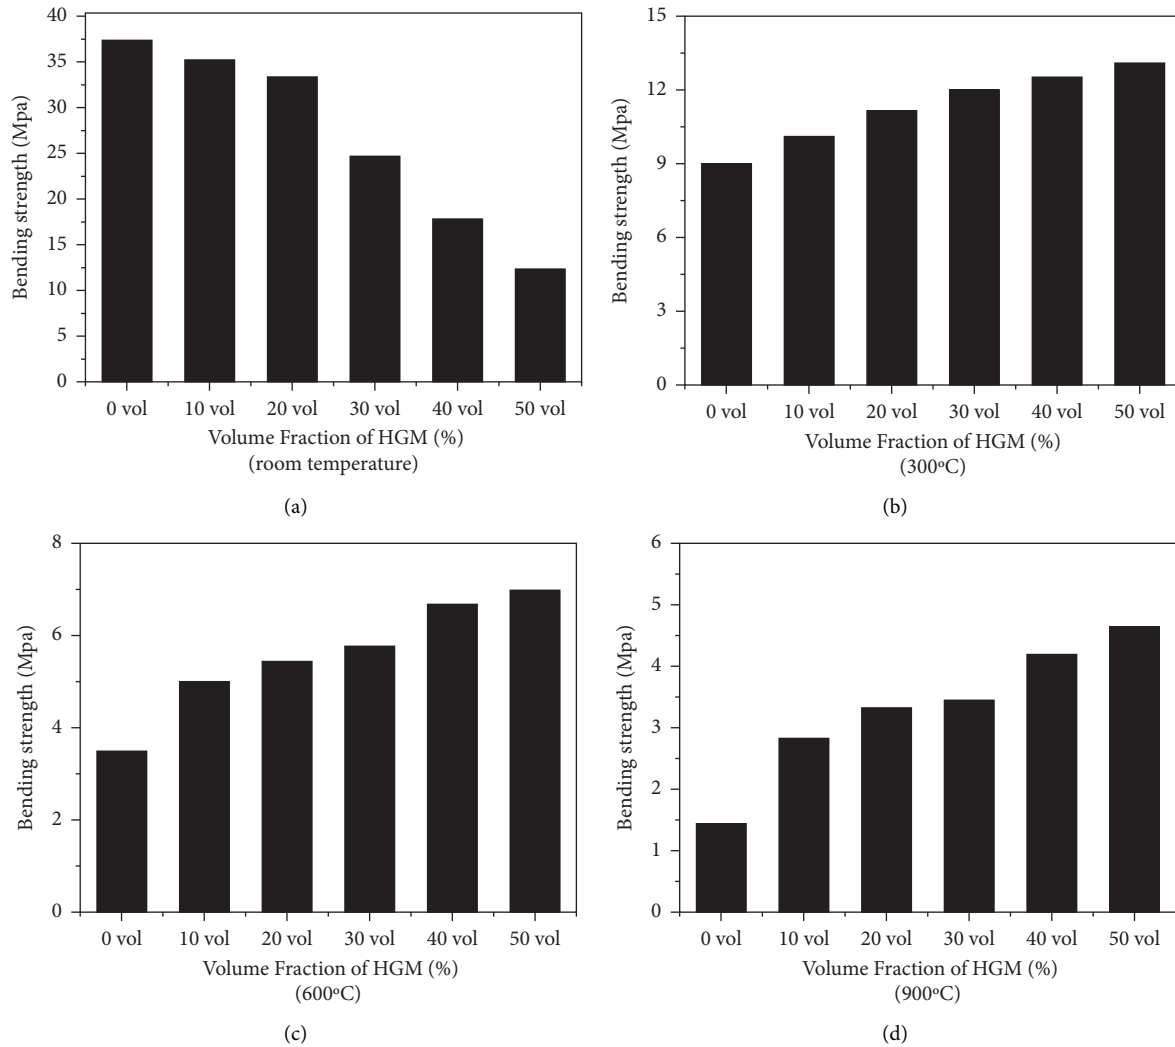 40
35
30
25
20
15
10
5
0
Bending strength (Mpa)
0 vol 10 vol 20 vol 30 vol 40 vol 50 vol
Volume Fraction of HGM (%)
(room temperature)
(a)
15
12
9
6
3
0
Bending strength (Mpa)
0 vol 10 vol 20 vol 30 vol 40 vol 50 vol
Volume Fraction of HGM (%)
(300ºC)
(b)
8
6
4
2
0
Bending strength (Mpa)
0 vol 10 vol 20 vol 30 vol 40 vol 50 vol
Volume Fraction of HGM (%)
(600ºC)
(c)
6
5
4
3
2
1
0
Bending strength (Mpa)
0 vol 10 vol 20 vol 30 vol 40 vol 50 vol
Volume Fraction of HGM (%)
(900ºC)
(d)